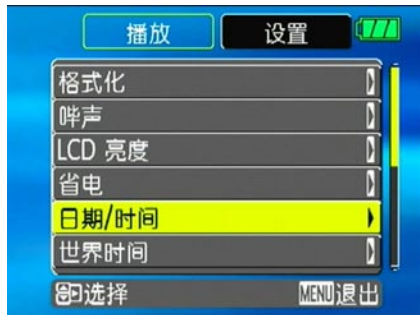 播放 设置
格式化
哔声
LCD 亮度
省电
日期/时间
世界时间
选择 MENU退出